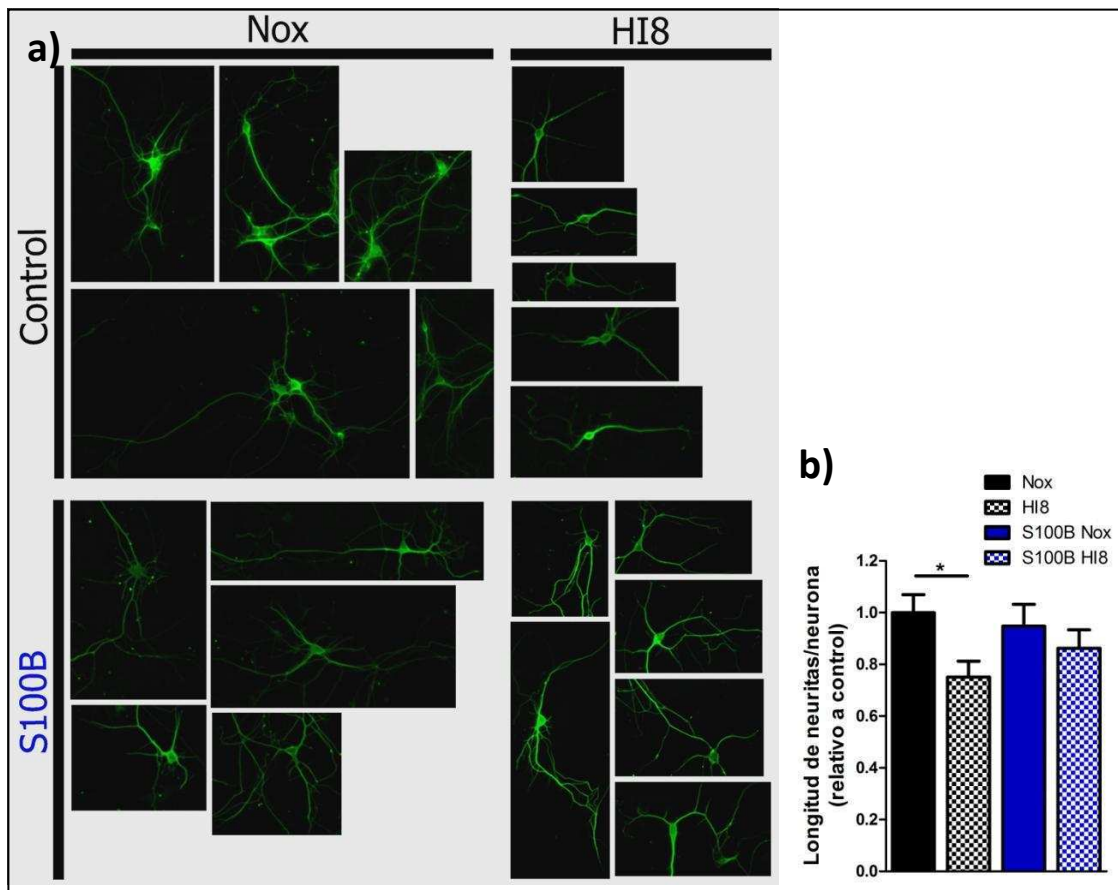 a)
Nox
HI8
Control
S100B
b)
Nox
HI8
S100B Nox
S100B HI8
Longitud de neuritas/neurona
(relativo a control)
1.2
1.0
0.8
0.6
0.4
0.2
0.0
*